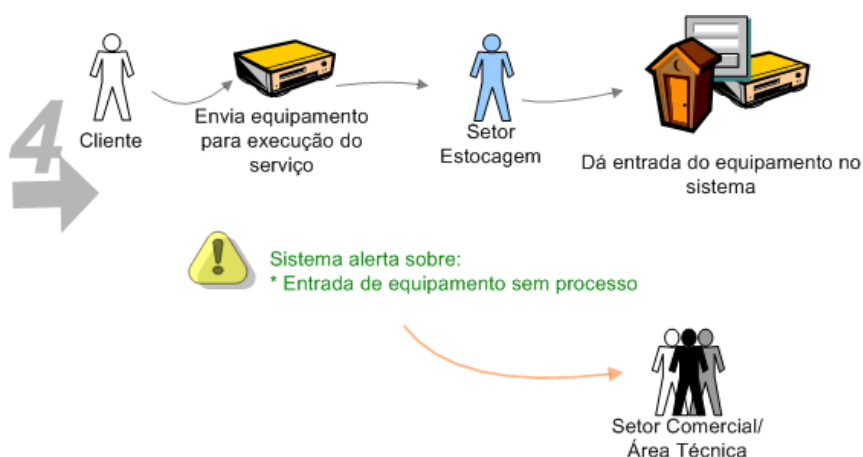 4
Cliente
Envia equipamento
para execução do
serviço
Setor
Estocagem
Dá entrada do equipamento no
sistema
Sistema alerta sobre:
* Entrada de equipamento sem processo
Setor Comercial/
Área Técnica